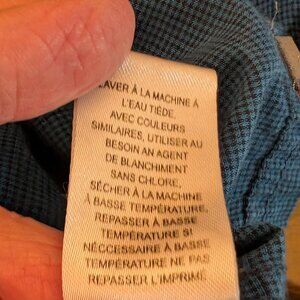 LAVER À LA MACHINE À
L'EAU TIÈDE,
AVEC COULEURS
SIMILAIRES, UTILISER AU
BESOIN AN AGENT
DE BLANCHIMENT
SANS CHLORE,
SÉCHER À LA MACHINE
À BASSE TEMPÉRATURE,
REPASSER À BASSE
TEMPÉRATURE SI
NÉCCESSAIRE À BASSE
TEMPÉRATURE NE PAS
REPASSER L'IMPRIMÉ